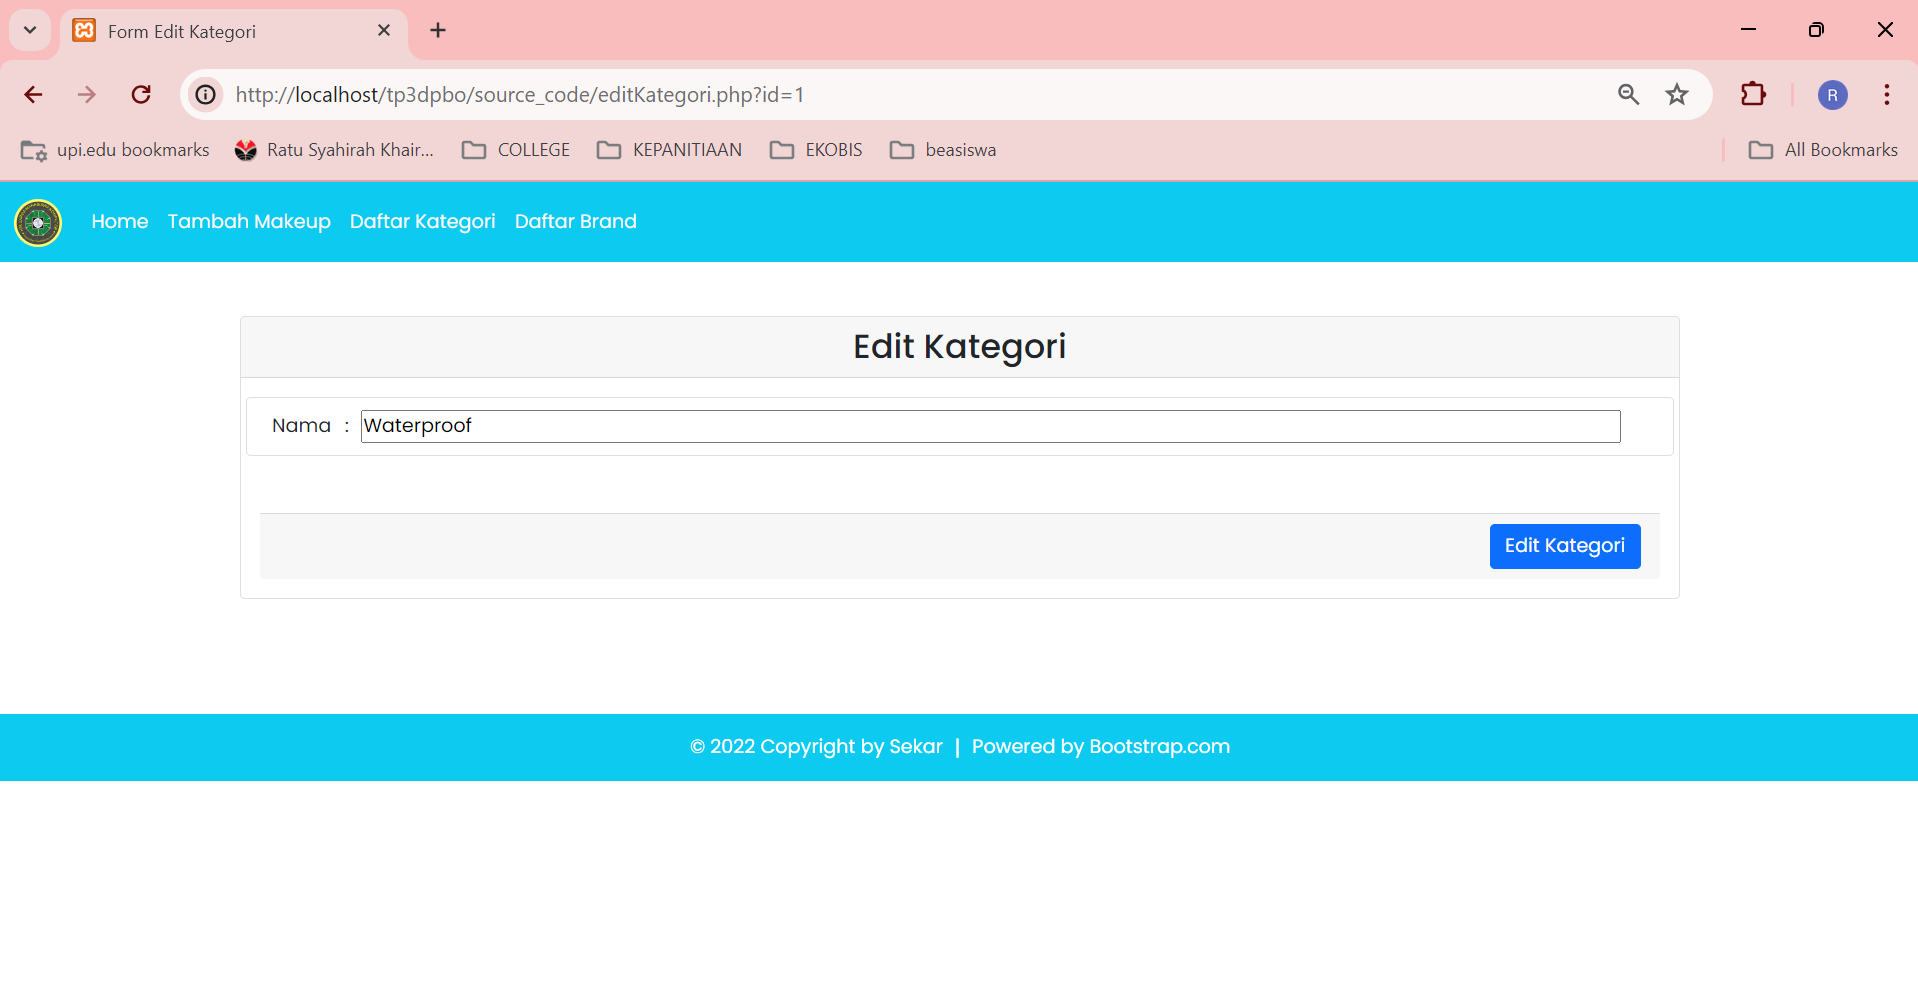 Form Edit Kategori
http://localhost/tp3dpbo/source_code/editKategori.php?id=1
R
upi.edu bookmarks Ratu Syahirah Khair... COLLEGE KEPANITIAAN EKOBIS beasiswa All Bookmarks
Home Tambah Makeup Daftar Kategori Daftar Brand
Edit Kategori
Nama : Waterproof
Edit Kategori
© 2022 Copyright by Sekar | Powered by Bootstrap.com